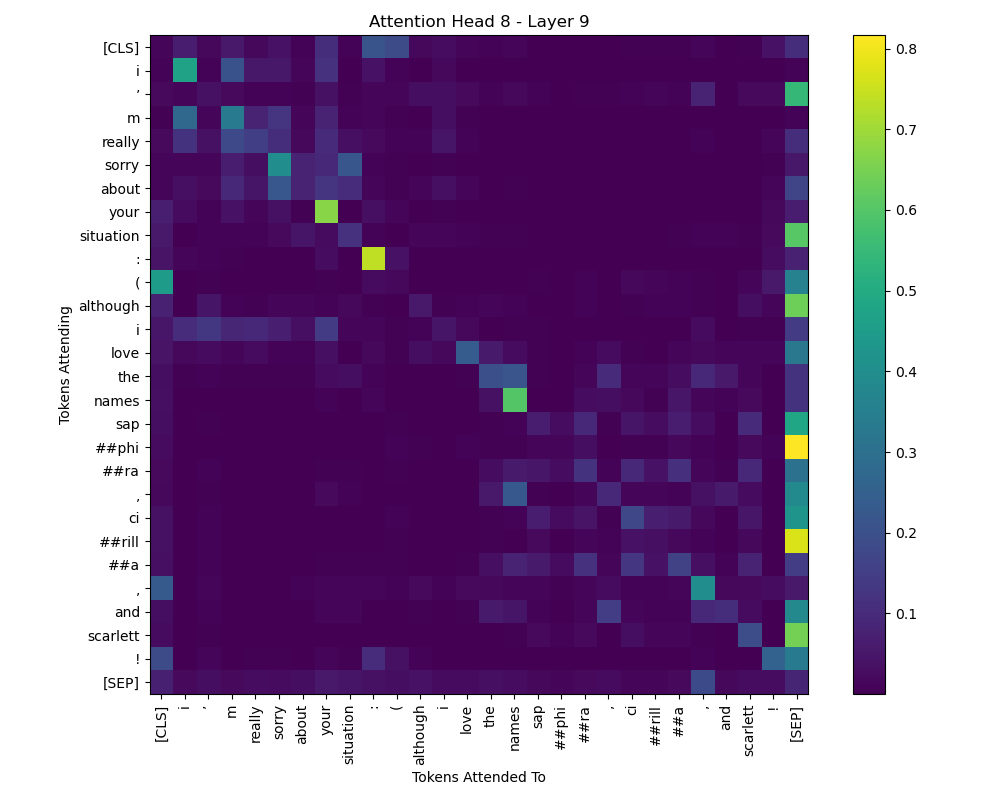 Attention Head 8 - Layer 9
[CLS]
i
’
m
really
sorry
about
your
situation
:
(
although
i
love
the
names
sap
##phi
##ra
,
ci
##rill
##a
,
and
scarlett
!
[SEP]
Tokens Attending
[CLS]
i
’
m
really
sorry
about
your
situation
:
(
although
i
love
the
names
sap
##phi
##ra
,
ci
##rill
##a
,
and
scarlett
!
[SEP]
Tokens Attended To
0.8
0.7
0.6
0.5
0.4
0.3
0.2
0.1